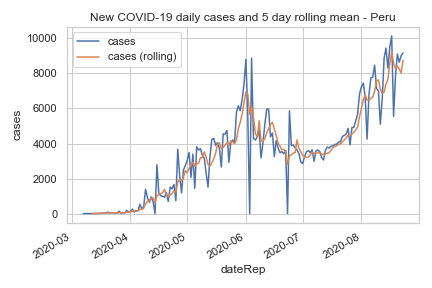 New COVID-19 daily cases and 5 day rolling mean - Peru
cases
cases (rolling)
10000
8000
6000
4000
2000
0
cases
2020-03
2020-04
2020-05
2020-06
2020-07
2020-08
dateRep